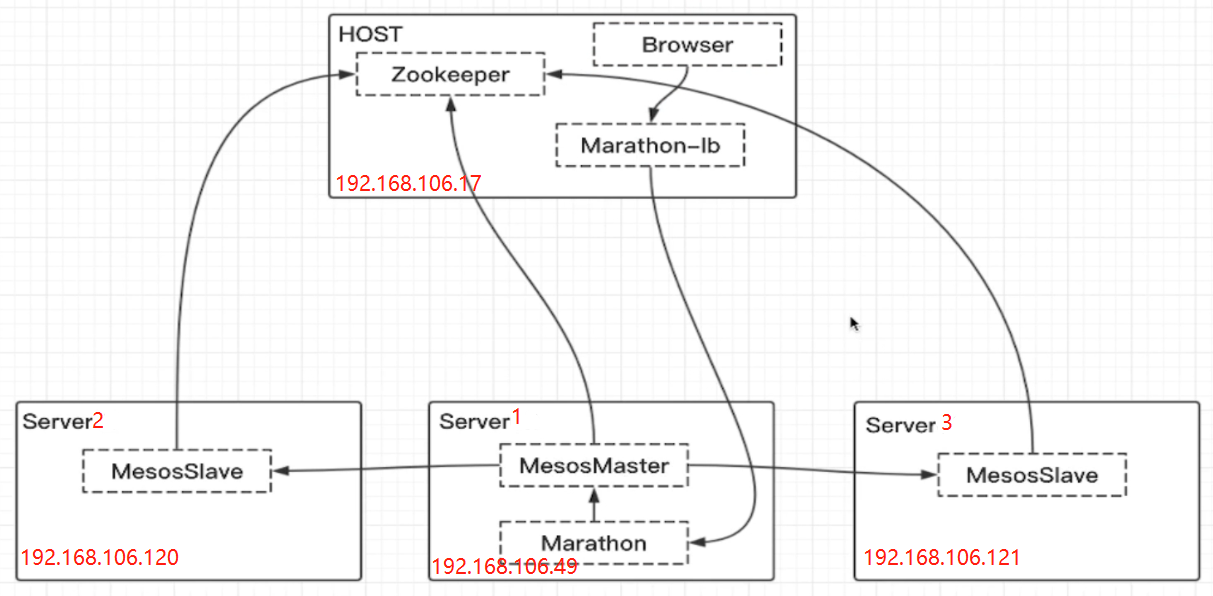 HOST
Browser
Zookeeper
Marathon-lb
192.168.106.17
Server2
MesosSlave
192.168.106.120
Server1
MesosMaster
Marathon
192.168.106.49
Server 3
MesosSlave
192.168.106.121